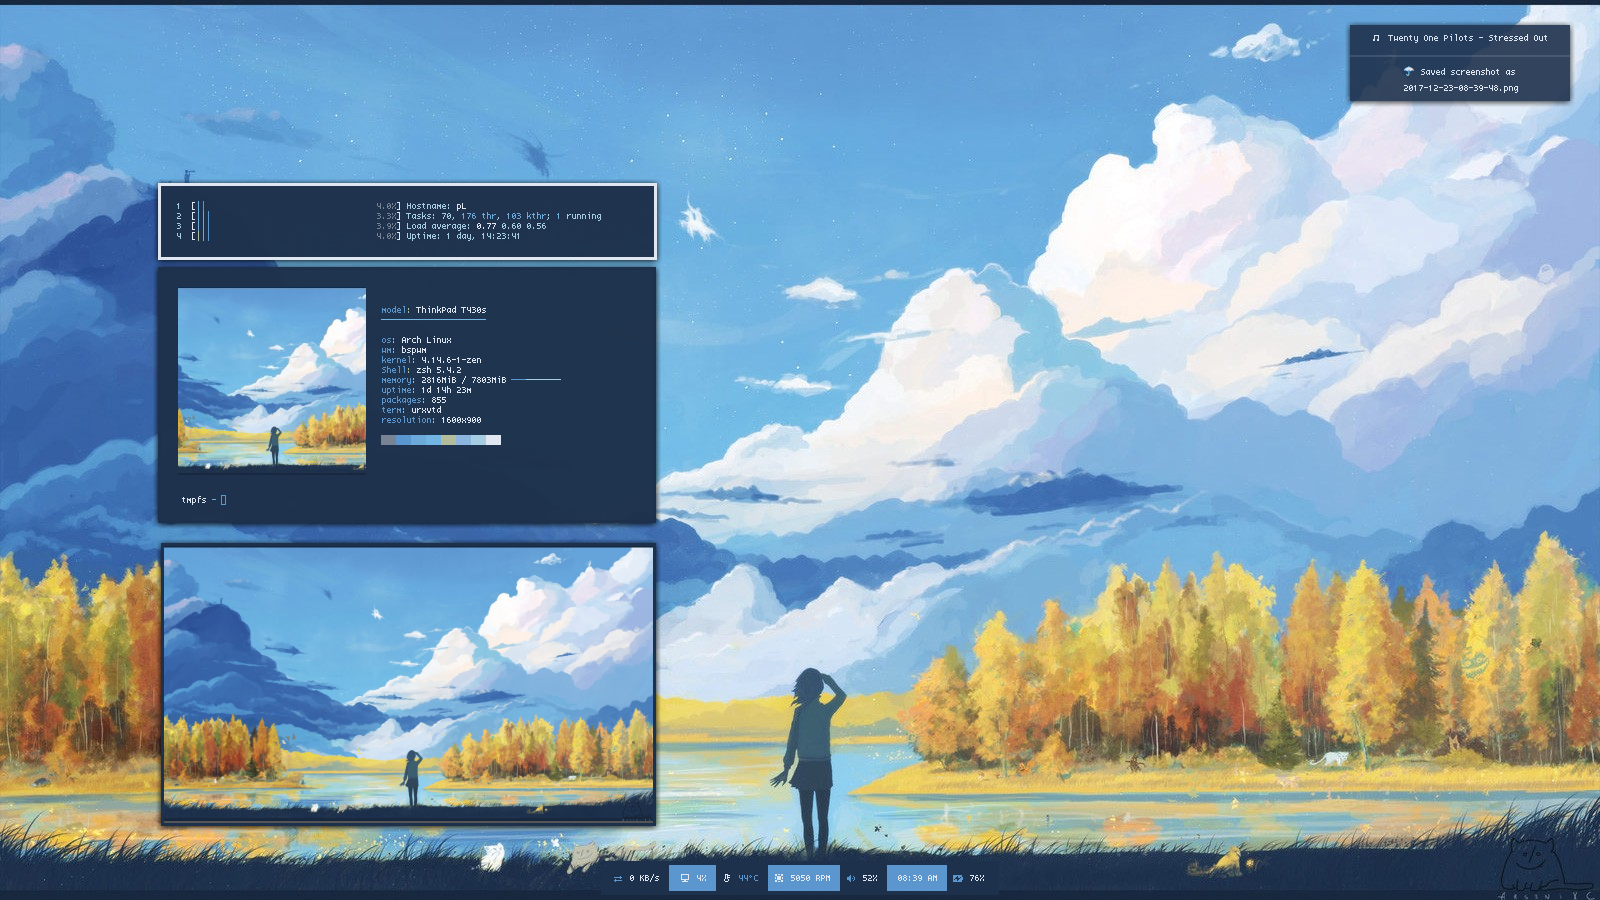 ♫ Twenty One Pilots - Stressed Out
☂ Saved screenshot as
2017-12-23-08-39-48.png
1 [||| 4.0%] Hostname: pL
2 [||| 3.3%] Tasks: 70, 176 thr, 103 kthr; 1 running
3 [||| 3.9%] Load average: 0.77 0.60 0.56
4 [||| 4.0%] Uptime: 1 day, 14:23:41
model: ThinkPad T430s
os: Arch Linux
wm: bspwm
kernel: 4.14.6-1-zen
Shell: zsh 5.4.2
memory: 2816MiB / 7803MiB
uptime: 1d 14h 23m
packages: 855
term: urxvtd
resolution: 1600x900
tmpfs ~
0 KB/s 4% 44°C 5050 RPM 52% 08:39 AM 76%
ARSENIXC